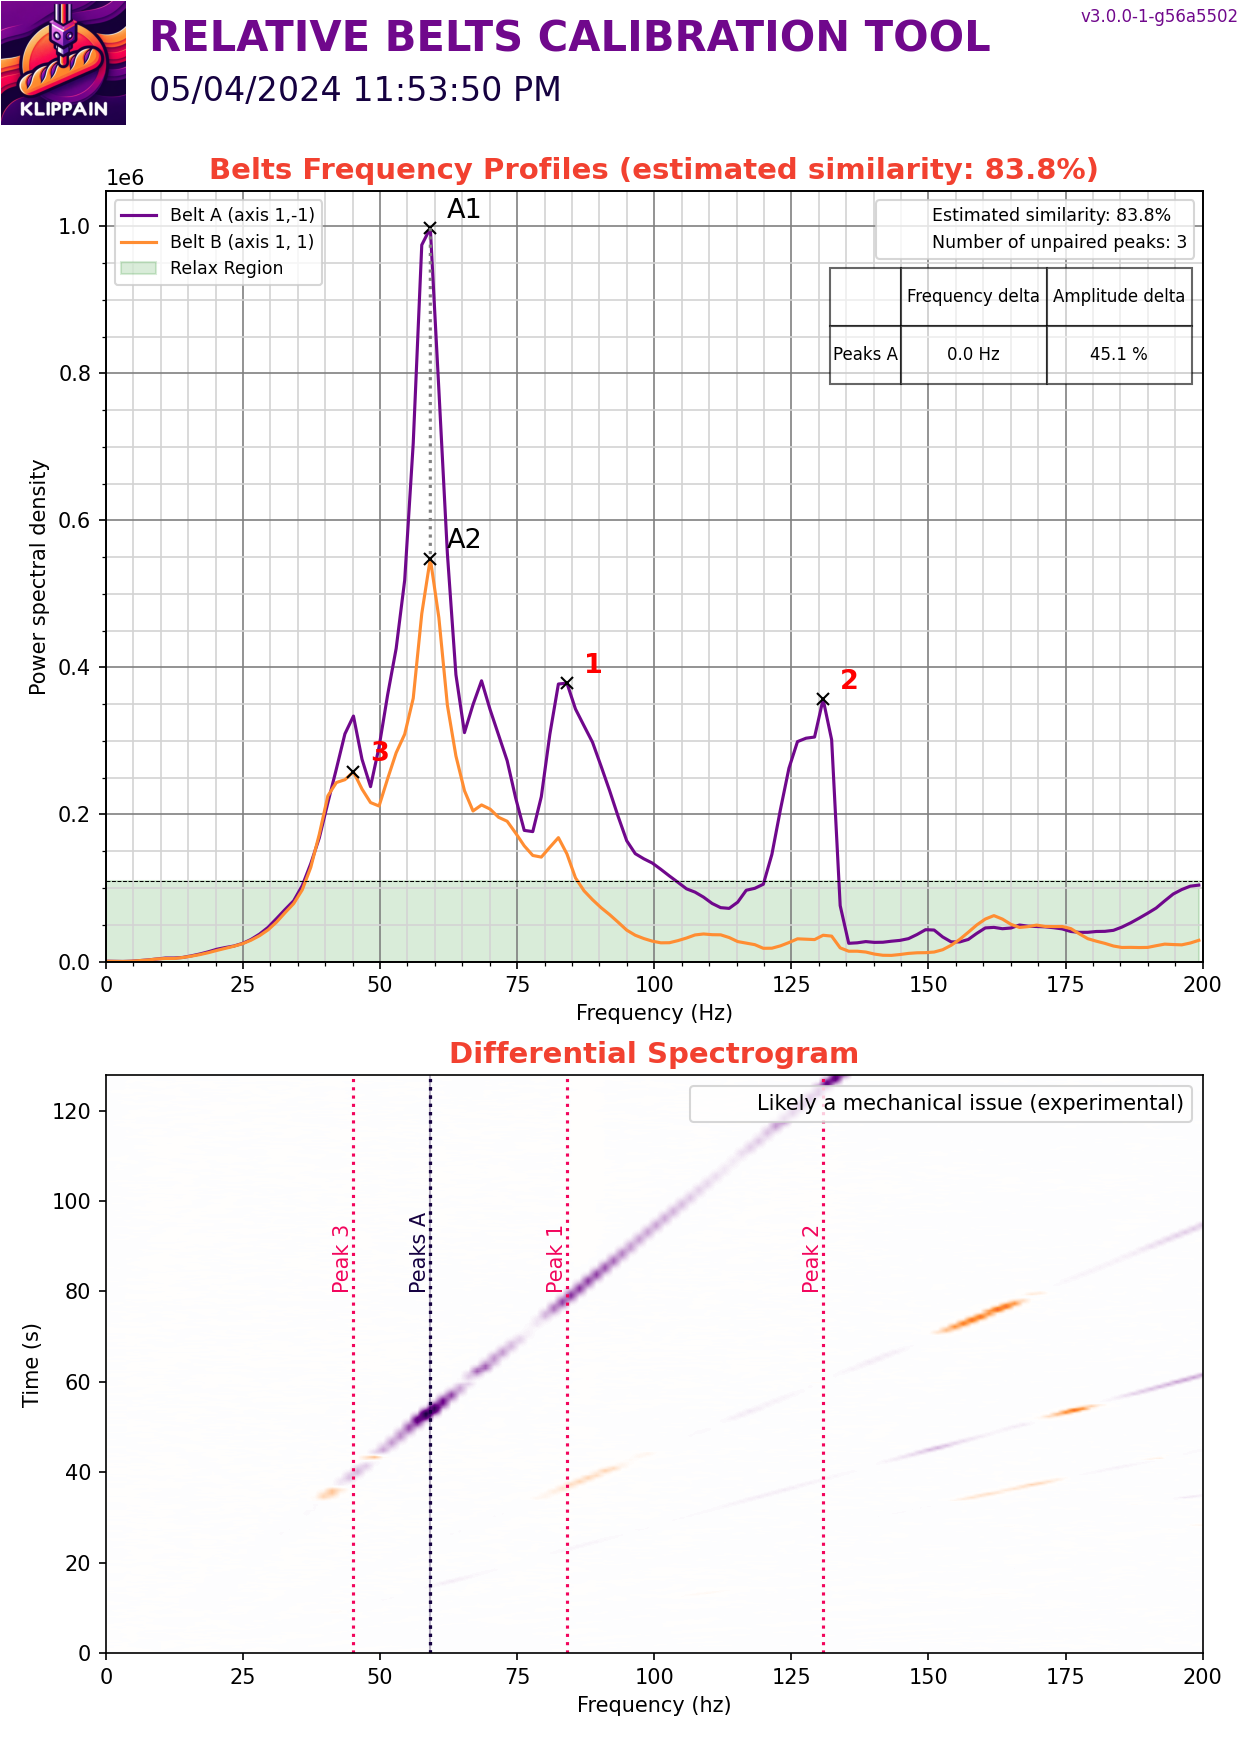 KLIPPAIN
RELATIVE BELTS CALIBRATION TOOL
05/04/2024 11:53:50 PM
v3.0.0-1-g56a5502
Belts Frequency Profiles (estimated similarity: 83.8%)
1e6
Belt A (axis 1,-1)
Belt B (axis 1, 1)
Relax Region
Estimated similarity: 83.8%
Number of unpaired peaks: 3
Frequency delta Amplitude delta
Peaks A 0.0 Hz 45.1 %
A1
A2
1
2
3
Power spectral density
1.0
0.8
0.6
0.4
0.2
0.0
0 25 50 75 100 125 150 175 200
Frequency (Hz)
Differential Spectrogram
Likely a mechanical issue (experimental)
Peak 3
Peaks A
Peak 1
Peak 2
Time (s)
120
100
80
60
40
20
0
0 25 50 75 100 125 150 175 200
Frequency (hz)